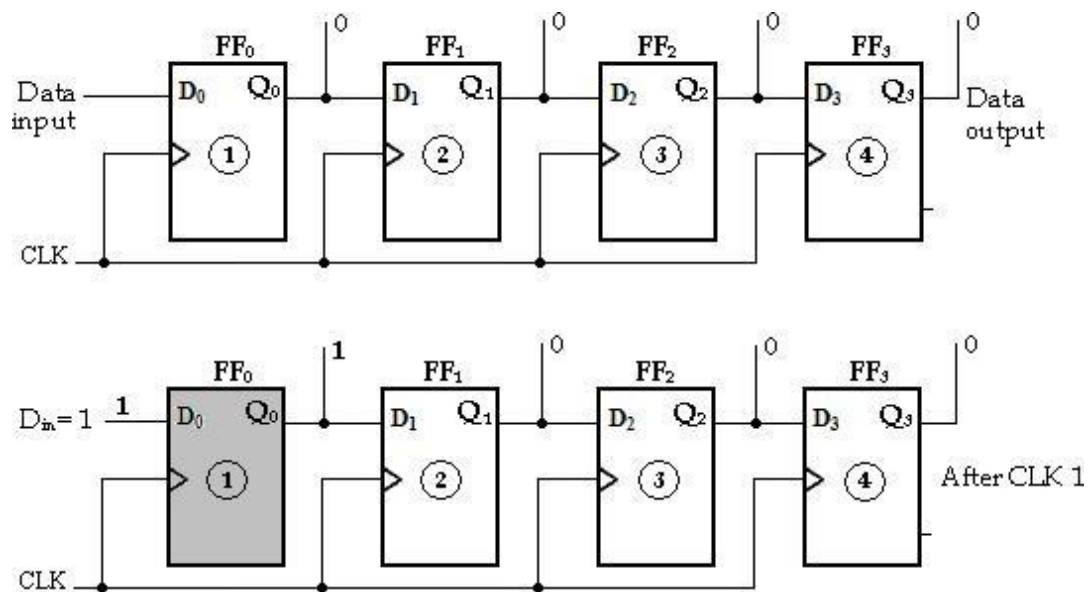 0 0 0 0
FF₀ FF₁ FF₂ FF₃
Data input D₀ Q₀ D₁ Q₁ D₂ Q₂ D₃ Q₃ Data output
1 2 3 4
CLK
1 0 0 0
FF₀ FF₁ FF₂ FF₃
Dᵢₙ= 1 1 D₀ Q₀ D₁ Q₁ D₂ Q₂ D₃ Q₃
1 2 3 4 After CLK 1
CLK